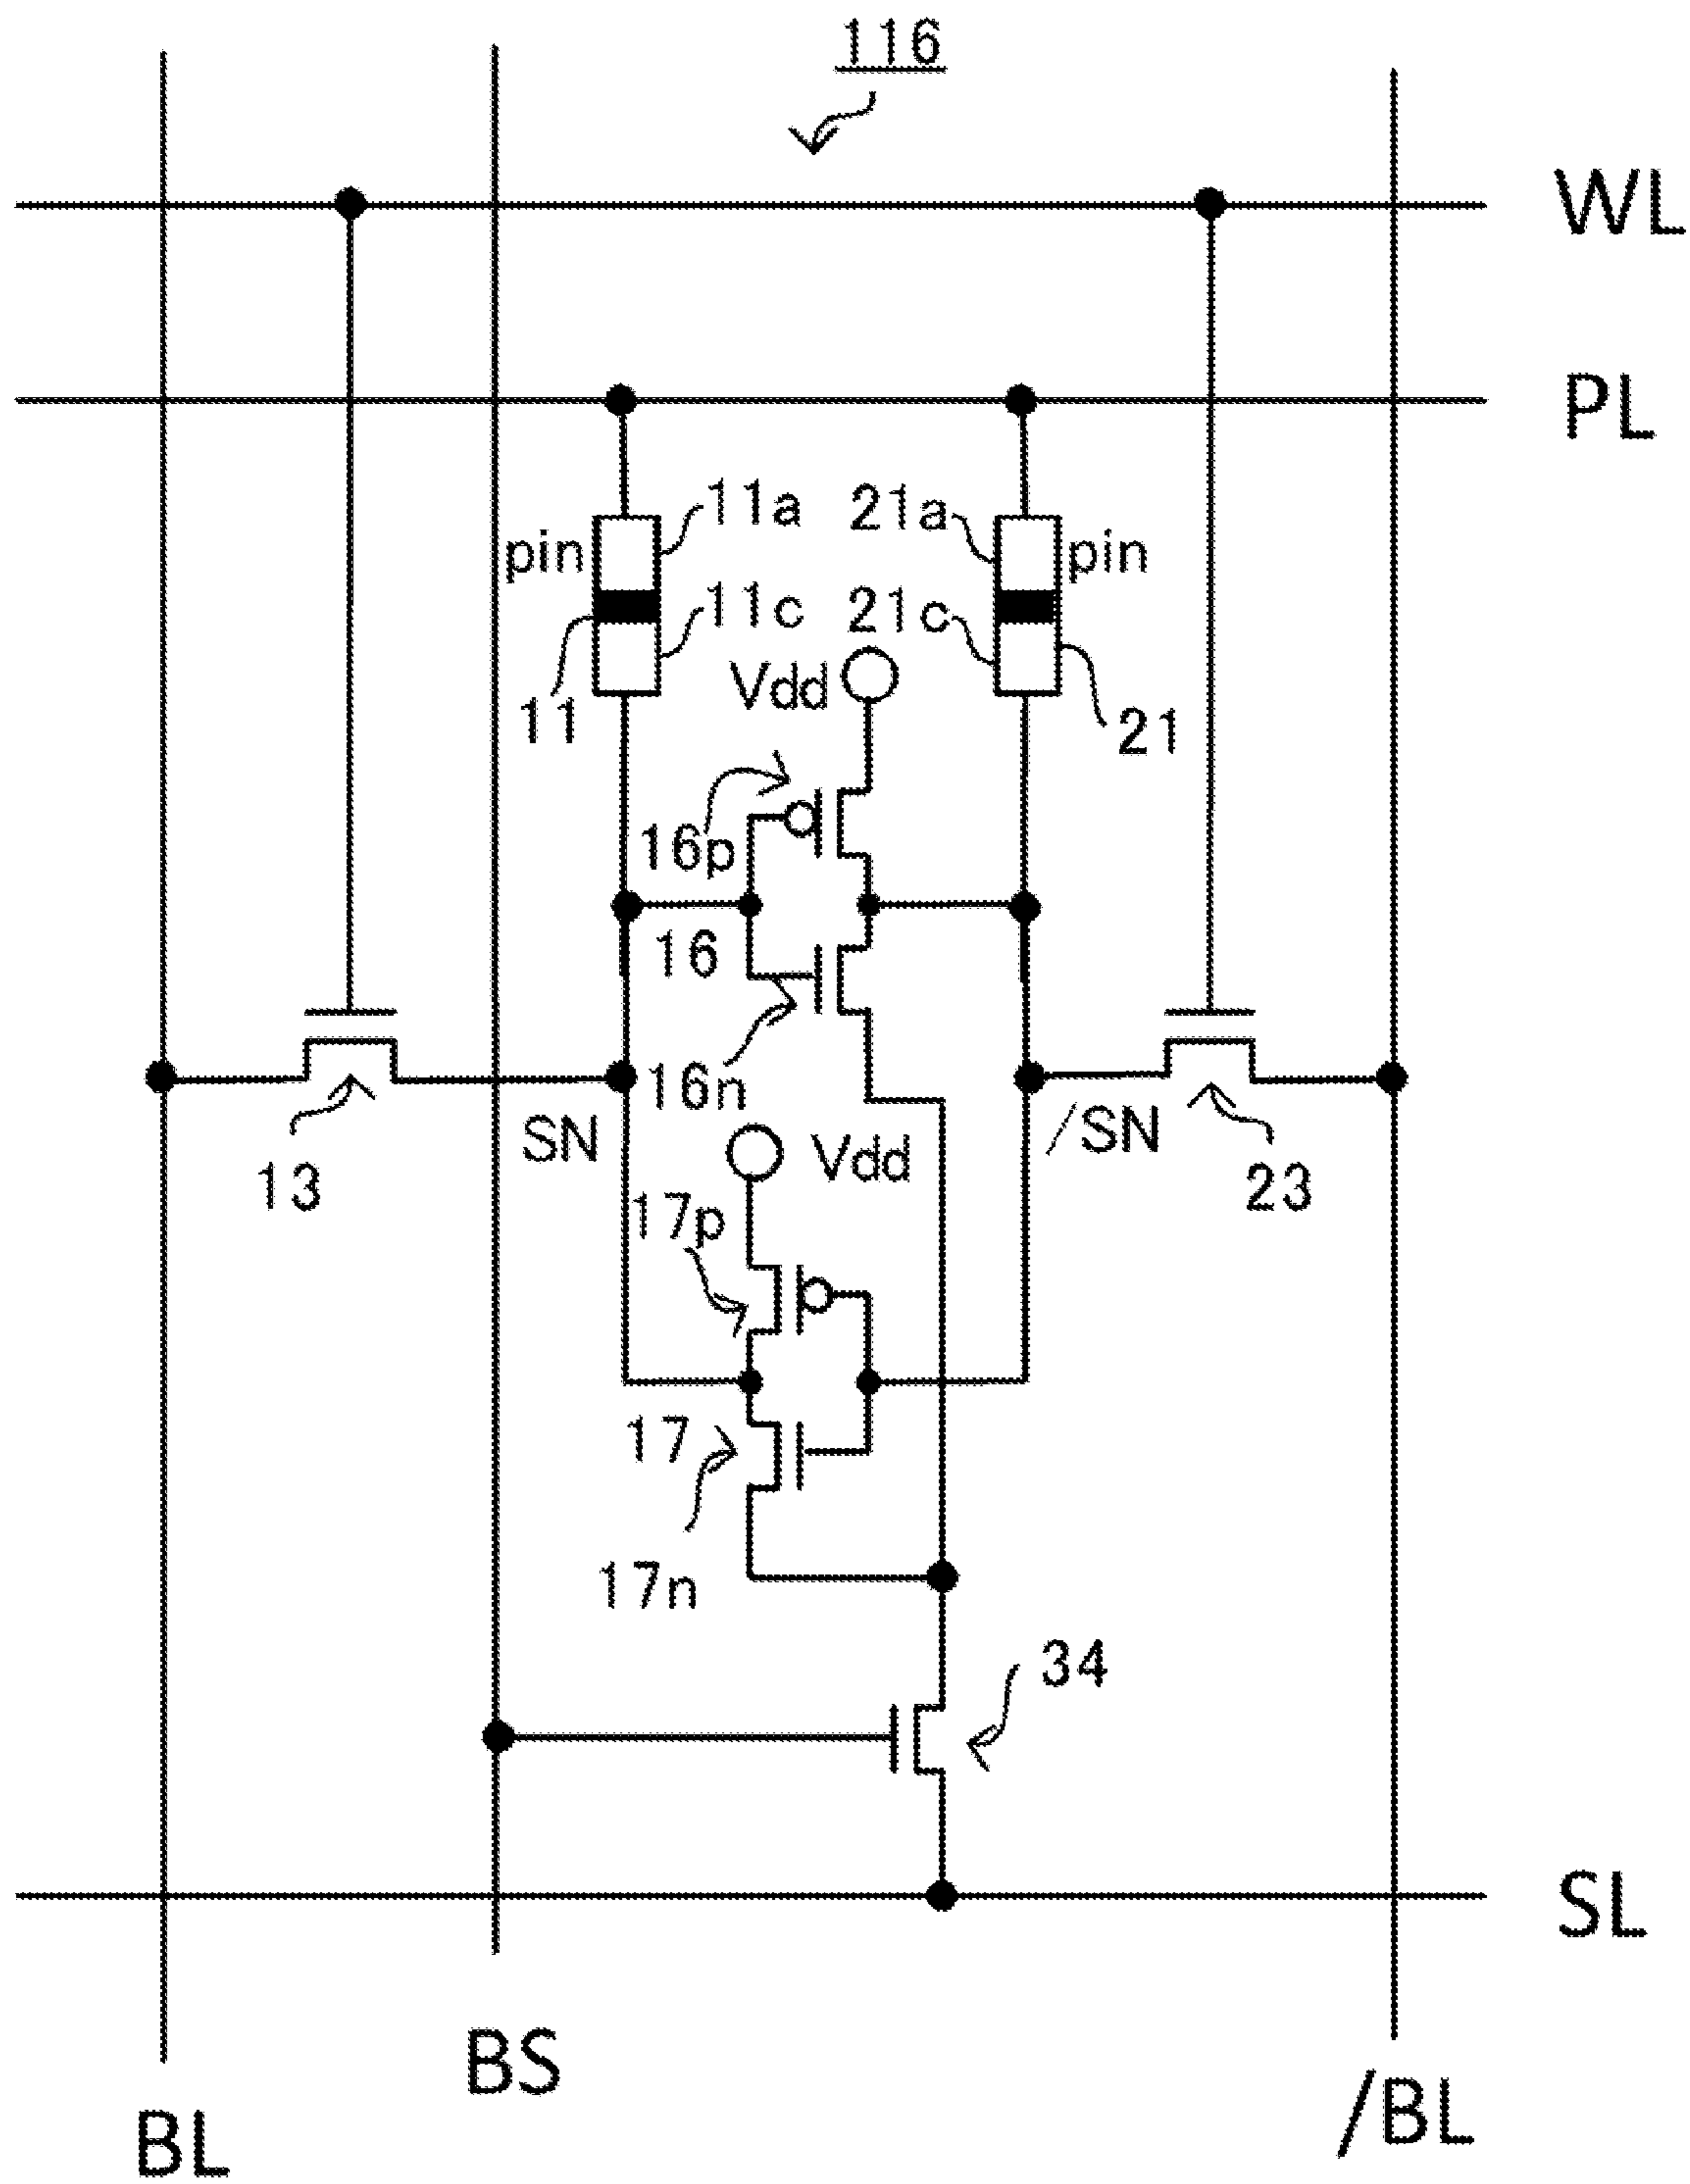 116
WL
PL
11a
21a
pin
pin
11c
21c
Vdd
11
21
16p
16
16n
SN
/SN
Vdd
13
23
17p
17
17n
34
SL
BS
BL
/BL